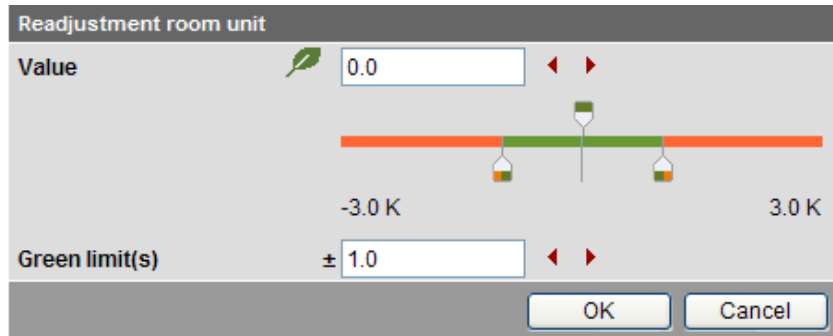 Readjustment room unit
Value 0.0
-3.0 K 3.0 K
Green limit(s) ± 1.0
OK Cancel